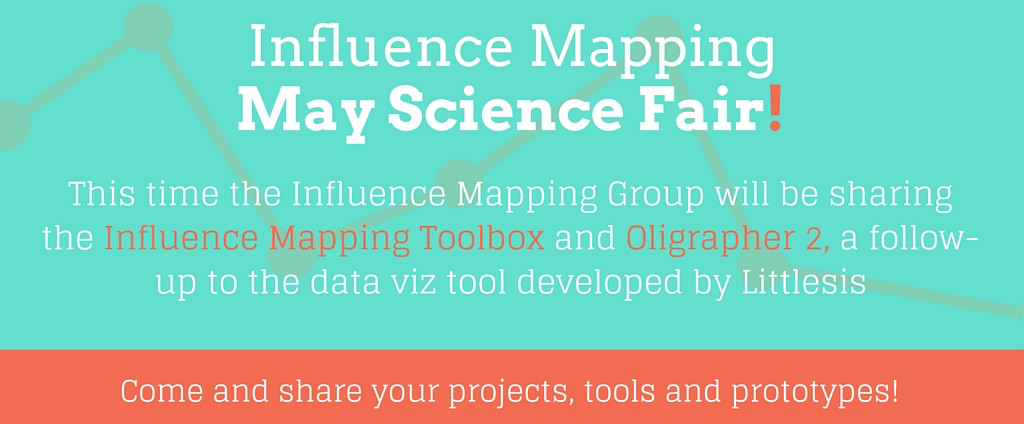 Influence Mapping
May Science Fair!
This time the Influence Mapping Group will be sharing
the Influence Mapping Toolbox and Oligrapher 2, a follow-
up to the data viz tool developed by Littlesis
Come and share your projects, tools and prototypes!